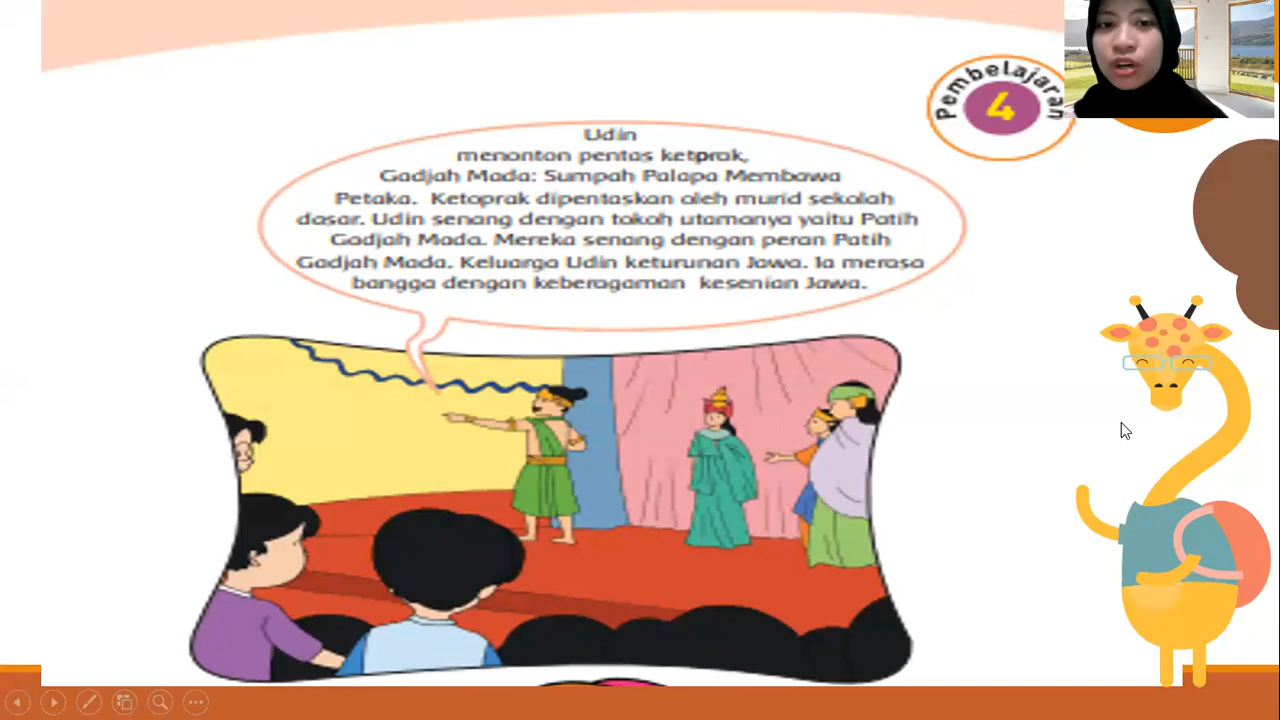 Pembelajaran
4
Udin
menonton pentas ketprak,
Gadjah Mada: Sumpah Palapa Membawa
Petaka. Ketoprak dipentaskan oleh murid sekolah
dasar. Udin senang dengan tokoh utamanya yaitu Patih
Gadjah Mada. Mereka senang dengan peran Patih
Gadjah Mada. Keluarga Udin keturunan Jawa. Ia merasa
bangga dengan keberagaman kesenian Jawa.